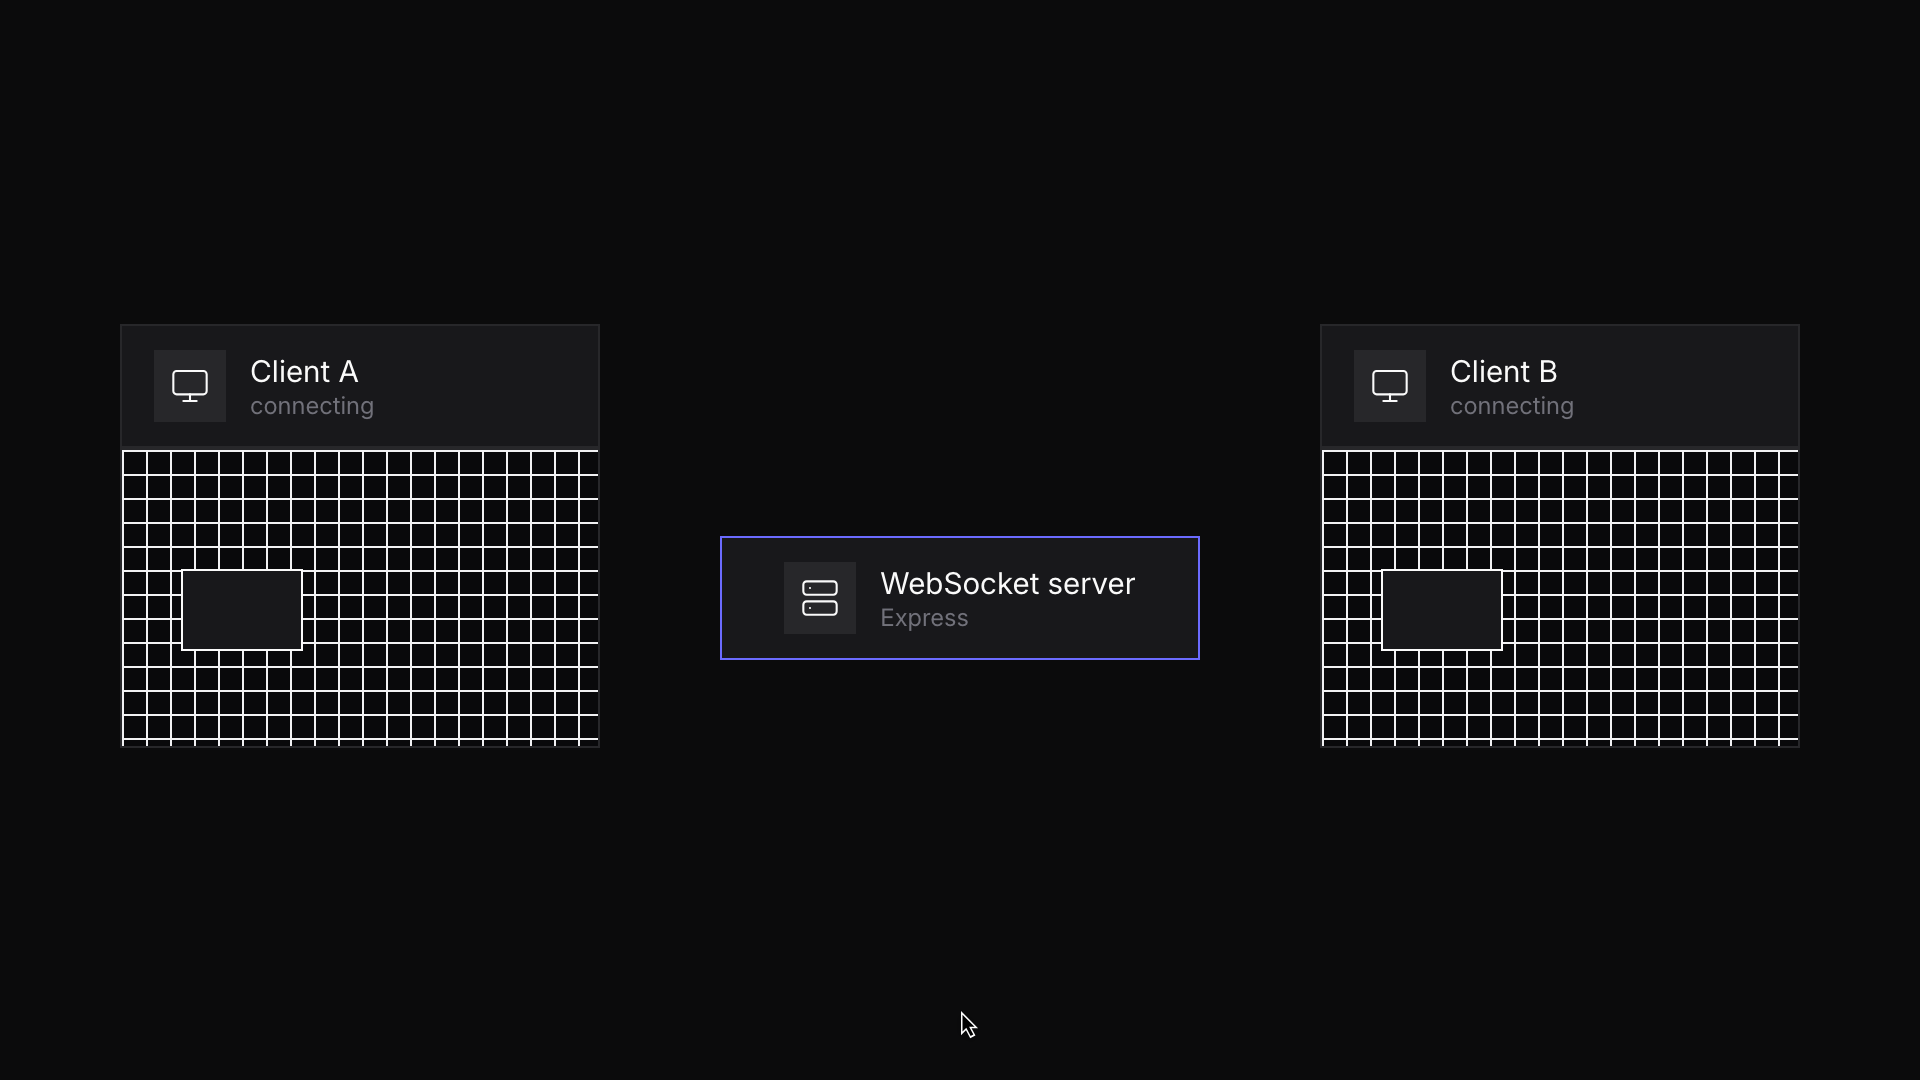 Client A
connecting
WebSocket server
Express
Client B
connecting